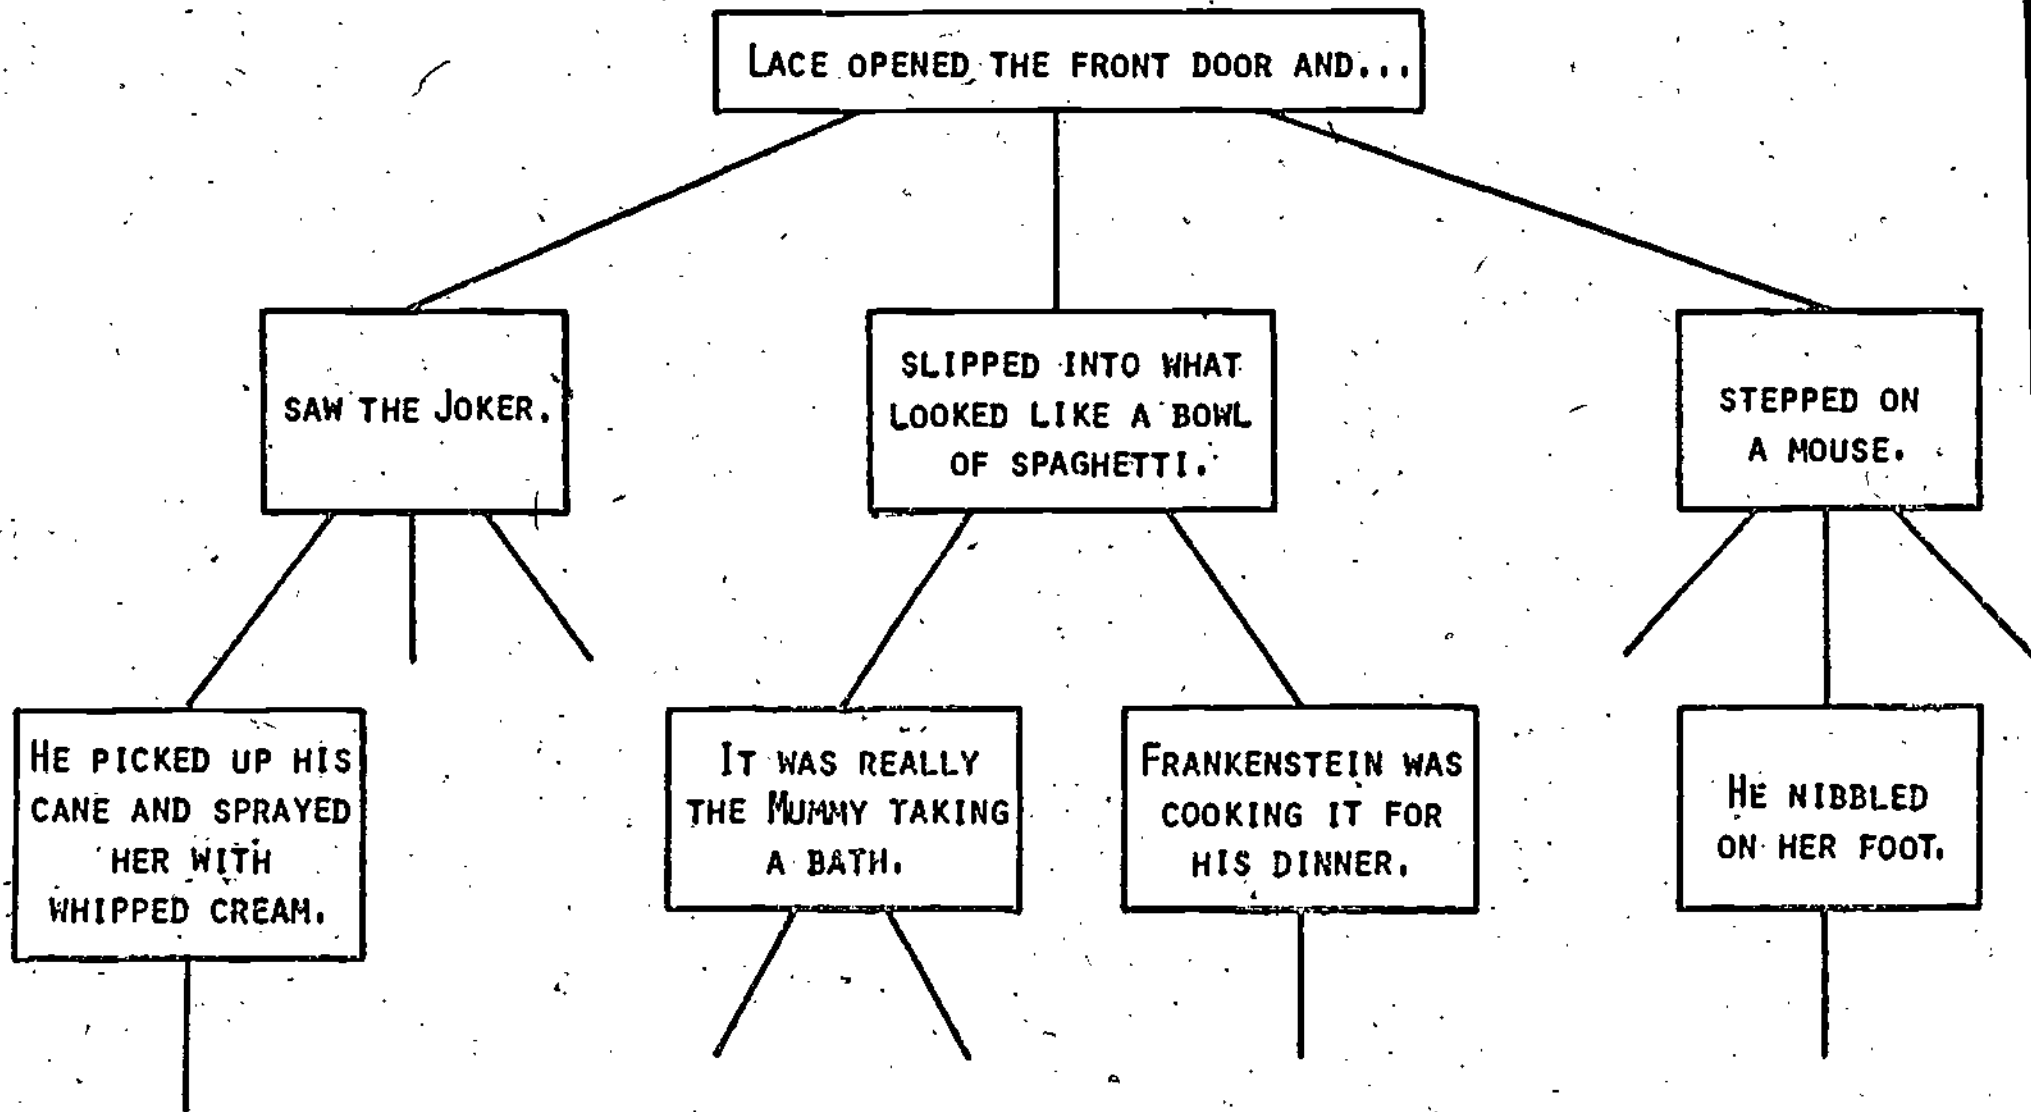 LACE OPENED THE FRONT DOOR AND...
SAW THE JOKER.
SLIPPED INTO WHAT
LOOKED LIKE A BOWL
OF SPAGHETTI.
STEPPED ON
A MOUSE.
HE PICKED UP HIS
CANE AND SPRAYED
HER WITH
WHIPPED CREAM.
IT WAS REALLY
THE MUMMY TAKING
A BATH.
FRANKENSTEIN WAS
COOKING IT FOR
HIS DINNER.
HE NIBBLED
ON HER FOOT.